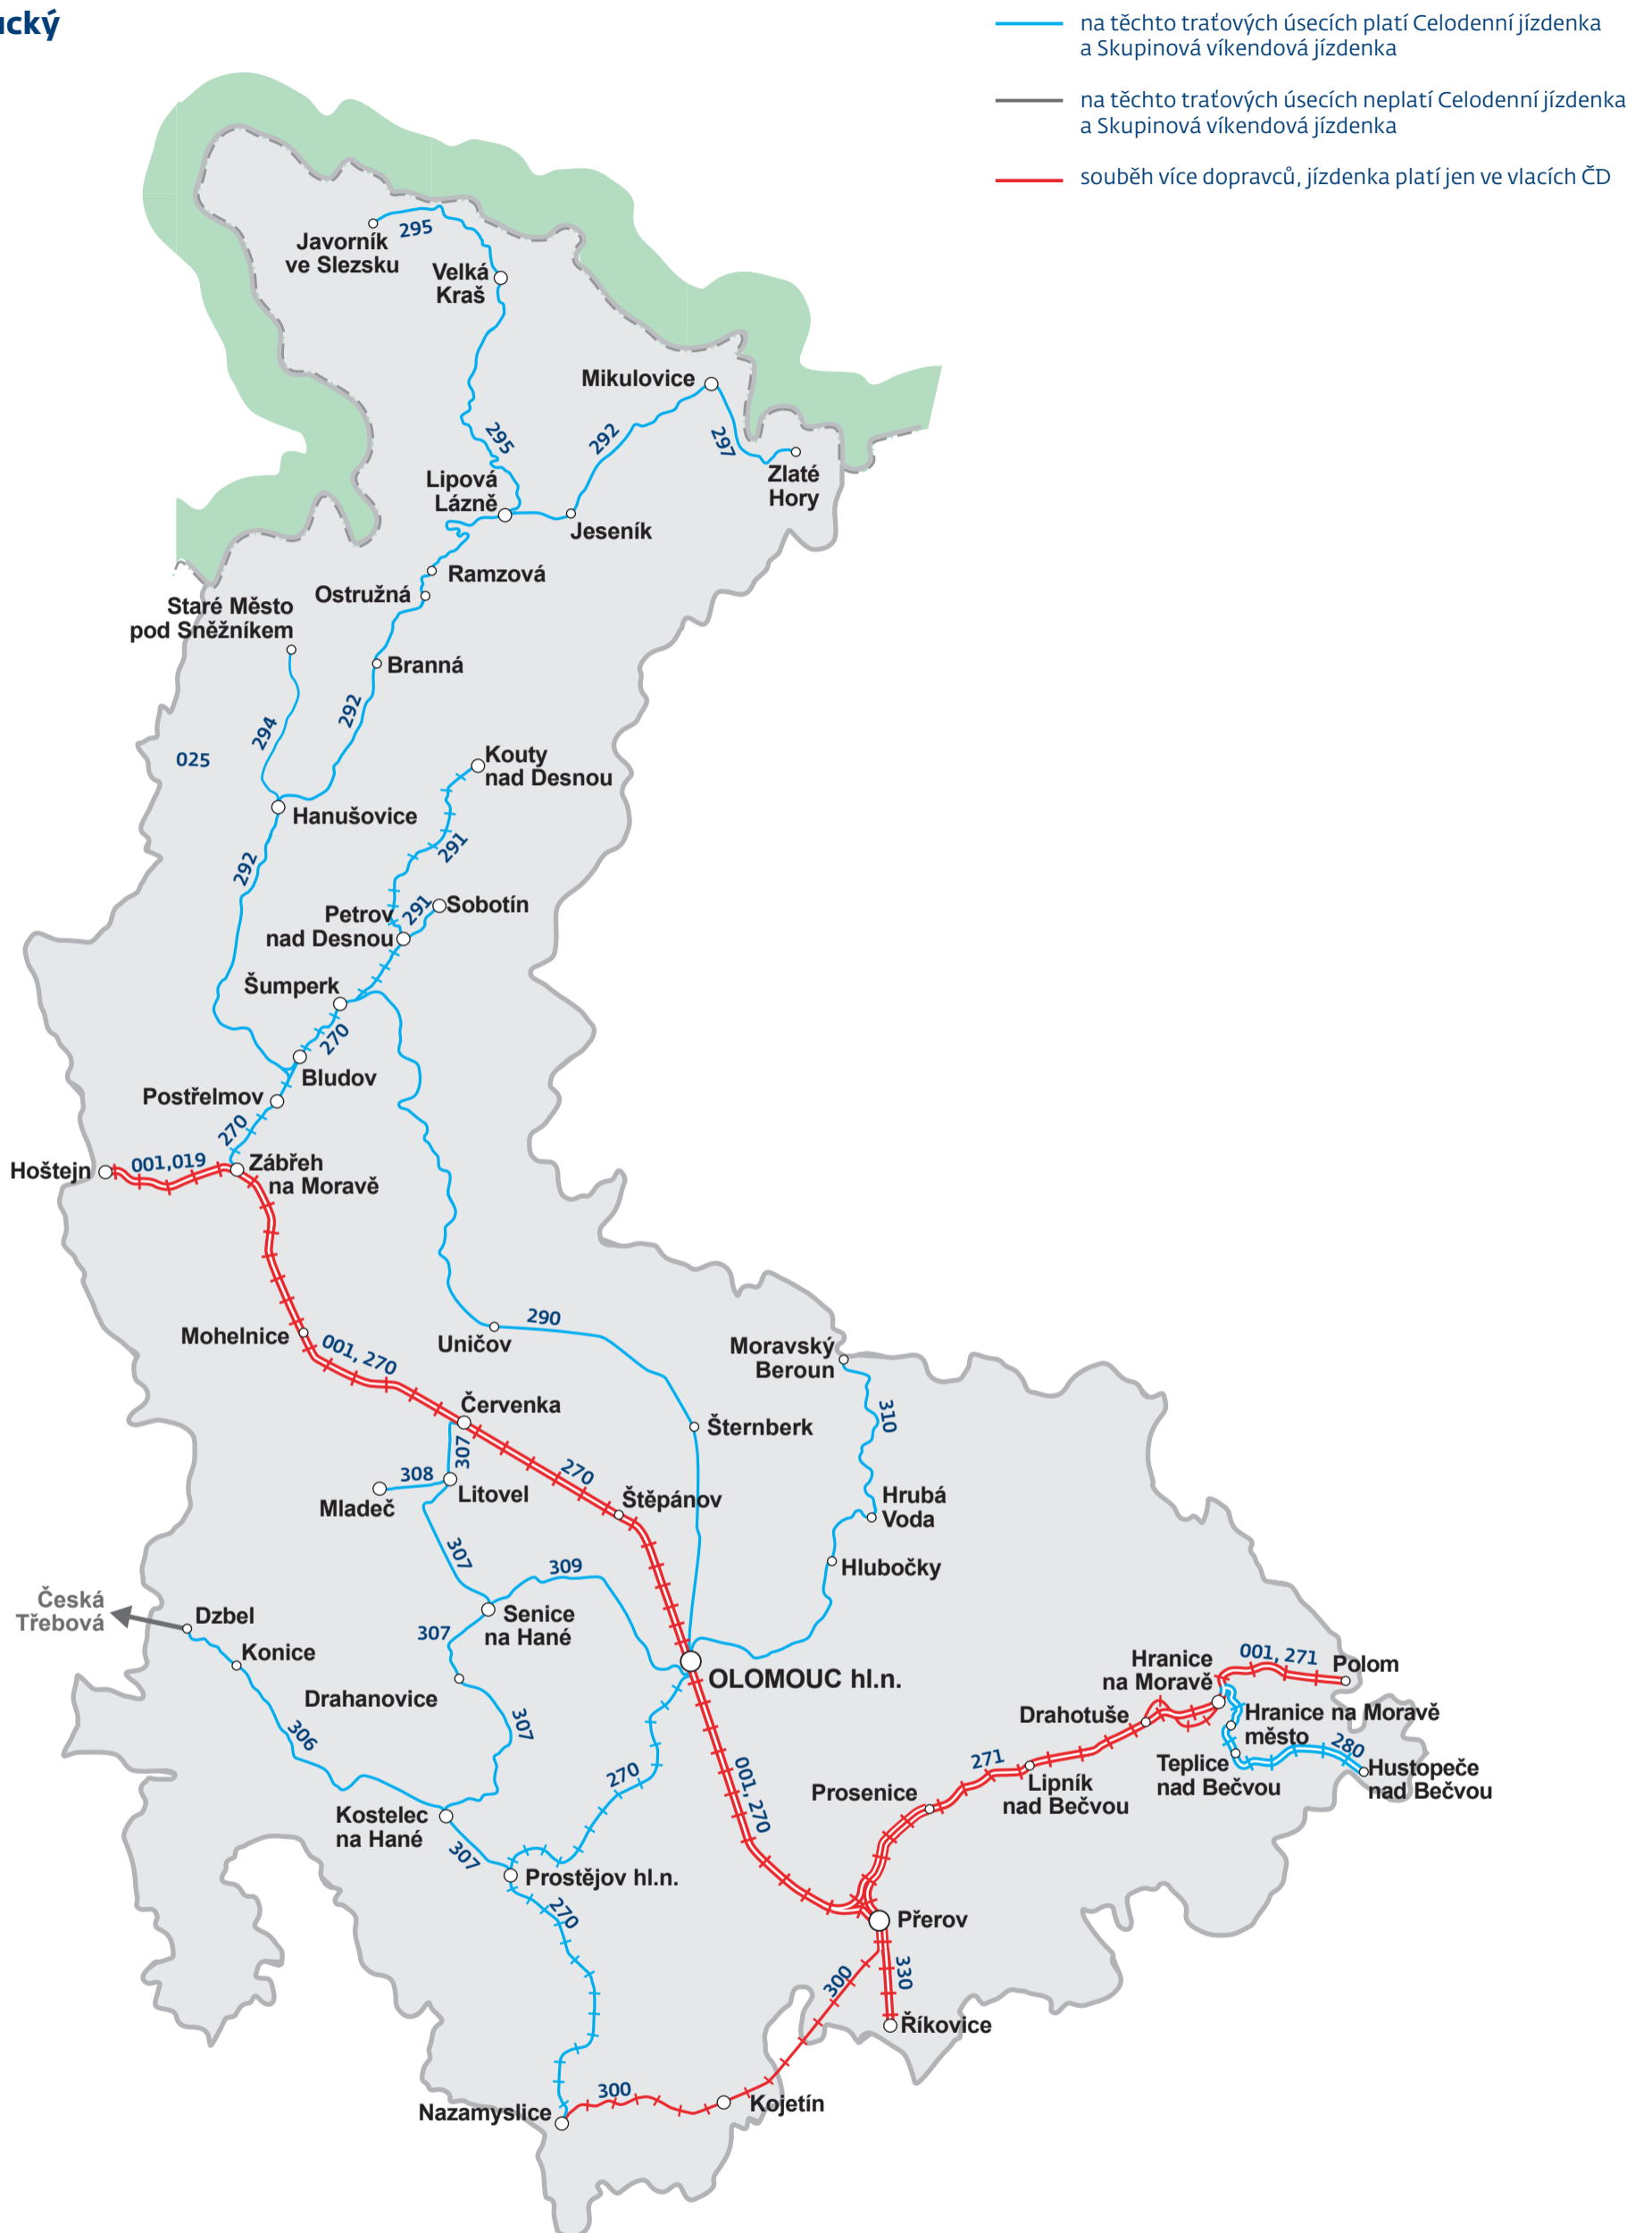 ucký
na těchto traťových úsecích platí Celodenní jízdenka
a Skupinová víkendová jízdenka
na těchto traťových úsecích neplatí Celodenní jízdenka
a Skupinová víkendová jízdenka
souběh více dopravců, jízdenka platí jen ve vlacích ČD
295
Javorník
ve Slezsku
Velká
Kraš
Mikulovice
295
292
297
Zlaté
Hory
Lipová
Lázně
Jeseník
Ramzová
Ostružná
Staré Město
pod Sněžníkem
Branná
294
292
025
Kouty
nad Desnou
Hanušovice
291
292
291
Sobotín
Petrov
nad Desnou
Šumperk
270
Bludov
Postřelmov
270
Hoštejn
001,019
Zábřeh
na Moravě
Mohelnice
001, 270
Uničov
290
Moravský
Beroun
310
Červenka
Šternberk
307
308
Mladeč
Litovel
270
Štěpánov
Hrubá
Voda
307
309
Hlubočky
Česká
Třebová
Dzbel
Konice
Senice
na Hané
307
Drahanovice
OLOMOUC hl.n.
307
306
Hranice
na Moravě
001, 271
Polom
Drahotuše
Hranice na Moravě
město
Teplice
nad Bečvou
280
Hustopeče
nad Bečvou
271
Lipník
nad Bečvou
Prosenice
270
001, 270
Kostelec
na Hané
307
Prostějov hl.n.
270
Přerov
300
330
Říkovice
300
Nazamyslice
Kojetín